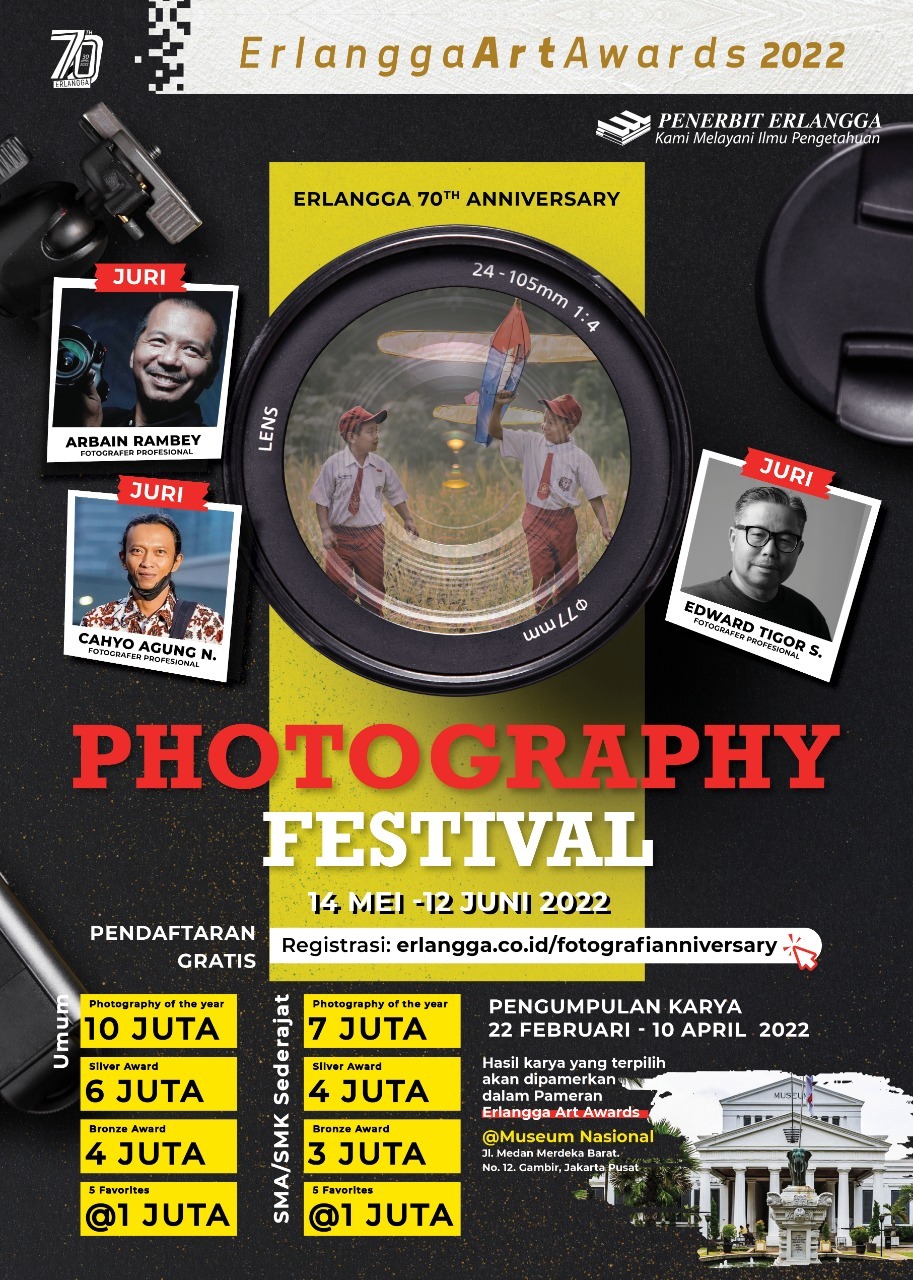 70TH
ERLANGGA
ErlanggaArtAwards 2022
PENERBIT ERLANGGA
Kami Melayani Ilmu Pengetahuan
ERLANGGA 70TH ANNIVERSARY
24-105mm 1:4
LENS
Φ77mm
JURI
ARBAIN RAMBEY
FOTOGRAFER PROFESIONAL
JURI
CAHYO AGUNG N.
FOTOGRAFER PROFESIONAL
JURI
EDWARD TIGOR S.
FOTOGRAFER PROFESIONAL
PHOTOGRAPHY
FESTIVAL
14 MEI -12 JUNI 2022
PENDAFTARAN
GRATIS
Registrasi: erlangga.co.id/fotografianniversary
Umum
Photography of the year
10 JUTA
Silver Award
6 JUTA
Bronze Award
4 JUTA
5 Favorites
@1 JUTA
SMA/SMK Sederajat
Photography of the year
7 JUTA
Silver Award
4 JUTA
Bronze Award
3 JUTA
5 Favorites
@1 JUTA
PENGUMPULAN KARYA
22 FEBRUARI - 10 APRIL 2022
Hasil karya yang terpilih
akan dipamerkan
dalam Pameran
Erlangga Art Awards
@Museum Nasional
Jl. Medan Merdeka Barat.
No. 12. Gambir, Jakarta Pusat
MUSEUM